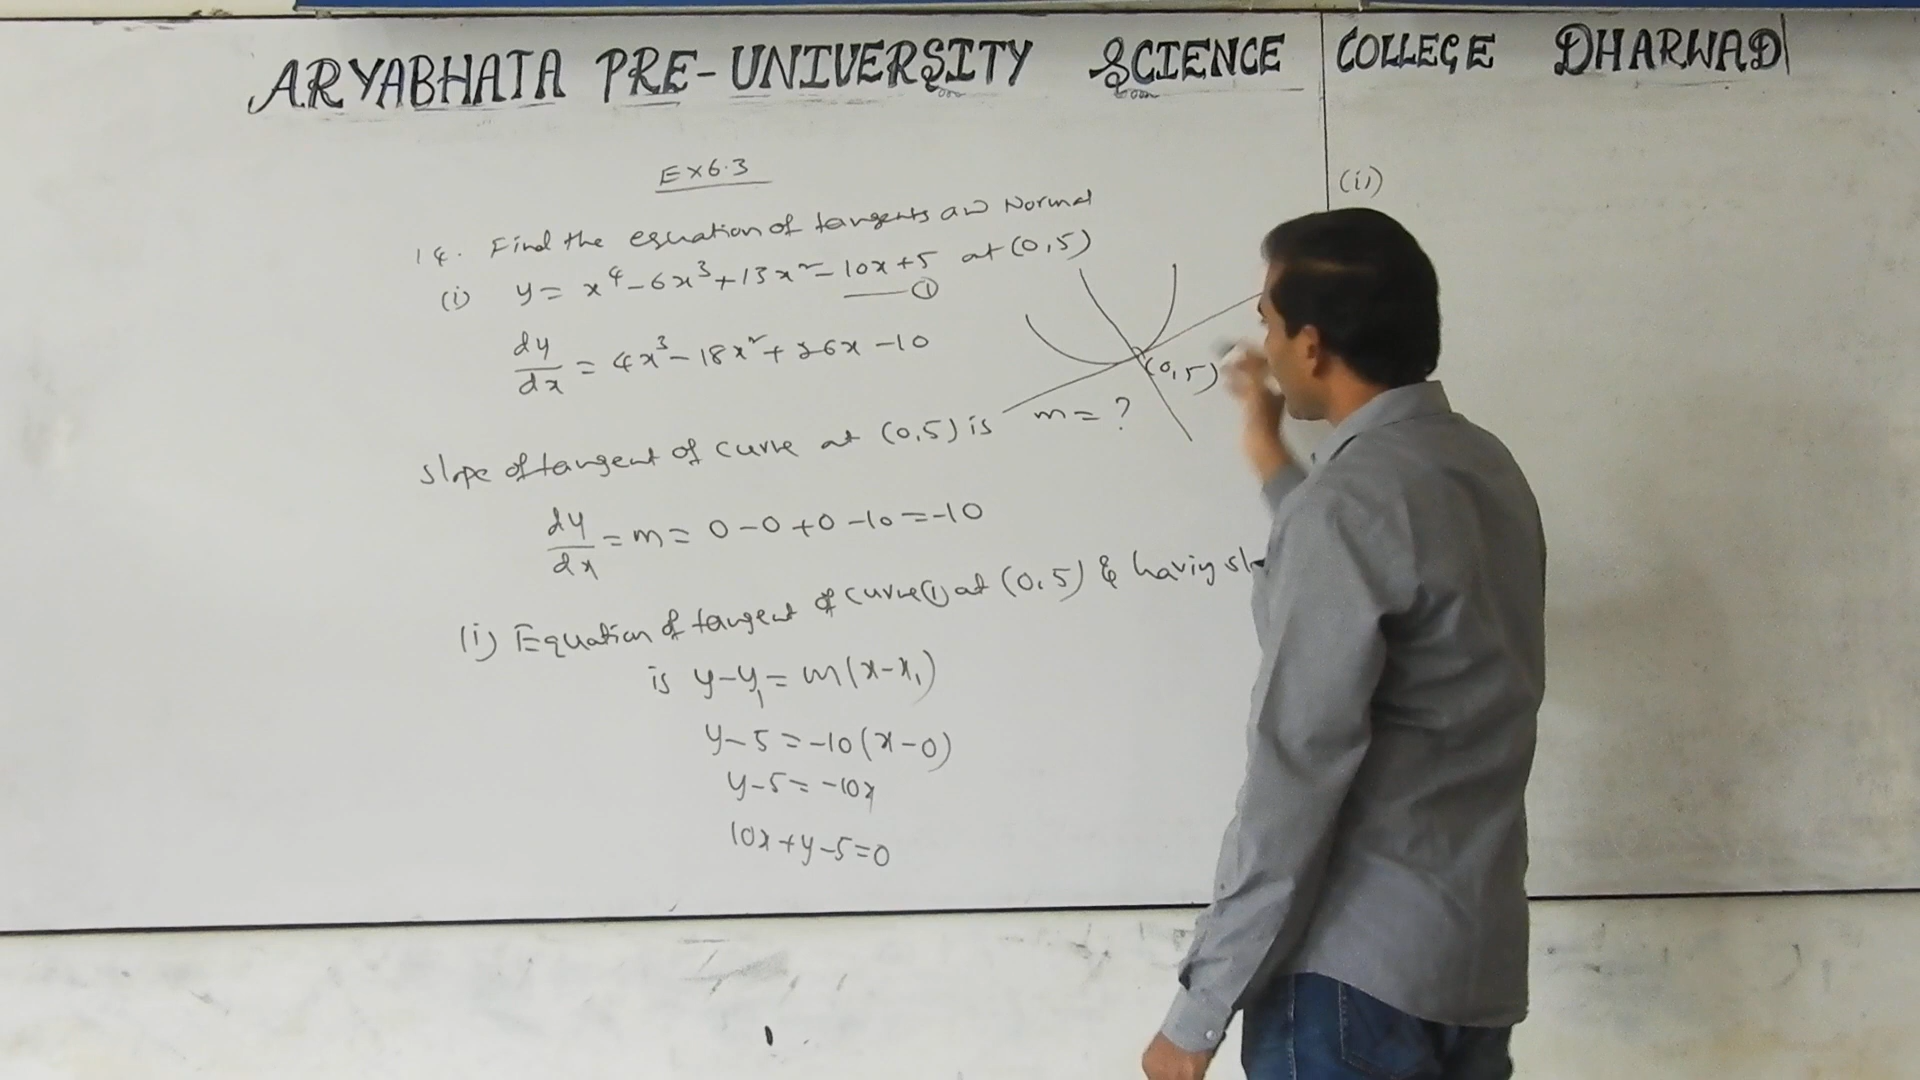 ARYABHATA PRE-UNIVERSITY SCIENCE COLLEGE DHARWAD
EX6.3
14. Find the equation of tangents and Normal
(i) y = x⁴-6x³+13x²-10x+5 at (0,5)
——①
dy/dx = 4x³-18x²+26x-10
(0,5)
slope of tangent of curve at (0,5) is m = ?
dy/dx = m = 0-0+0-10 = -10
(i) Equation of tangent of curve① at (0,5) & having
is y-y₁ = m(x-x₁)
y-5 = -10(x-0)
y-5 = -10x
10x+y-5=0
(ii)